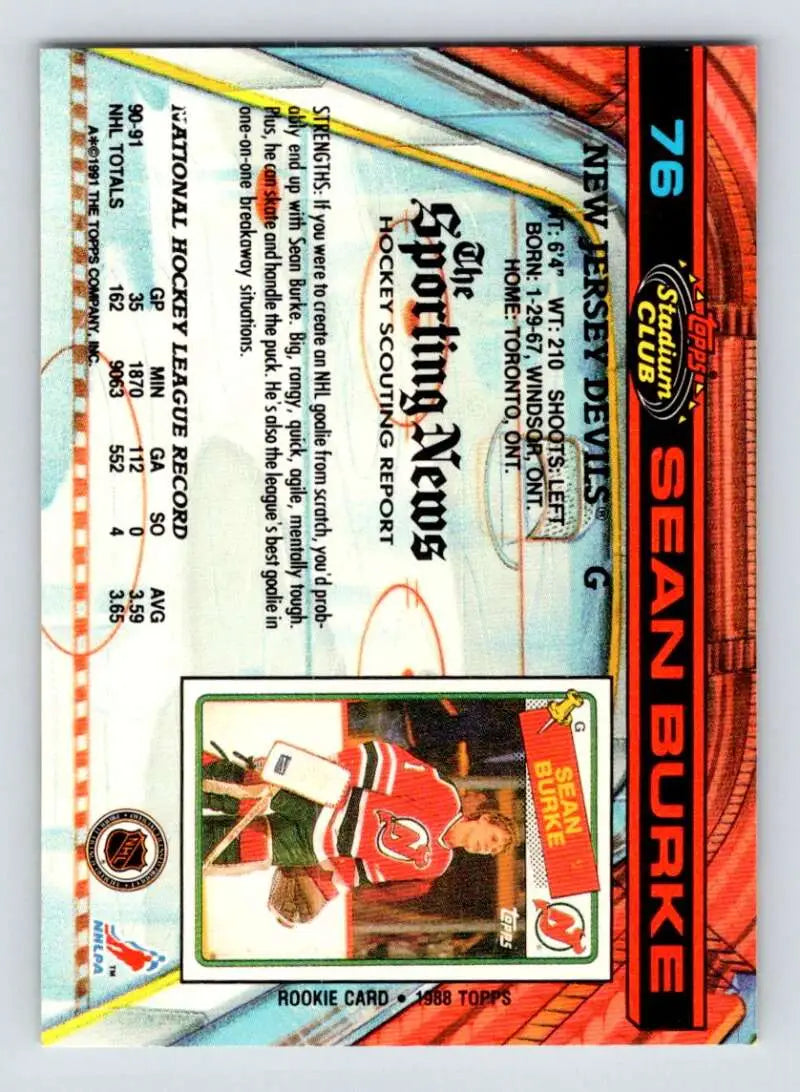 76
Topps
Stadium
CLUB
SEAN BURKE
NEW JERSEY DEVILS® G
HT: 6'4" WT: 210 SHOOTS: LEFT
BORN: 1-29-67, WINDSOR, ONT.
HOME: TORONTO, ONT.
The
Sporting News
HOCKEY SCOUTING REPORT
STRENGTHS: If you were to create an NHL goalie from scratch, you'd prob-
ably end up with Sean Burke. Big, rangy, quick, agile, mentally tough.
Plus, he can skate and handle the puck. He's also the league's best goalie in
one-on-one breakaway situations.
NATIONAL HOCKEY LEAGUE RECORD
GP MIN GA SO AVG
90-91 35 1870 112 0 3.59
NHL TOTALS 162 9063 552 4 3.65
A*©1991 THE TOPPS COMPANY, INC.
G
SEAN
BURKE
topps
ROOKIE CARD • 1988 TOPPS
NHL
NHLPA
TM